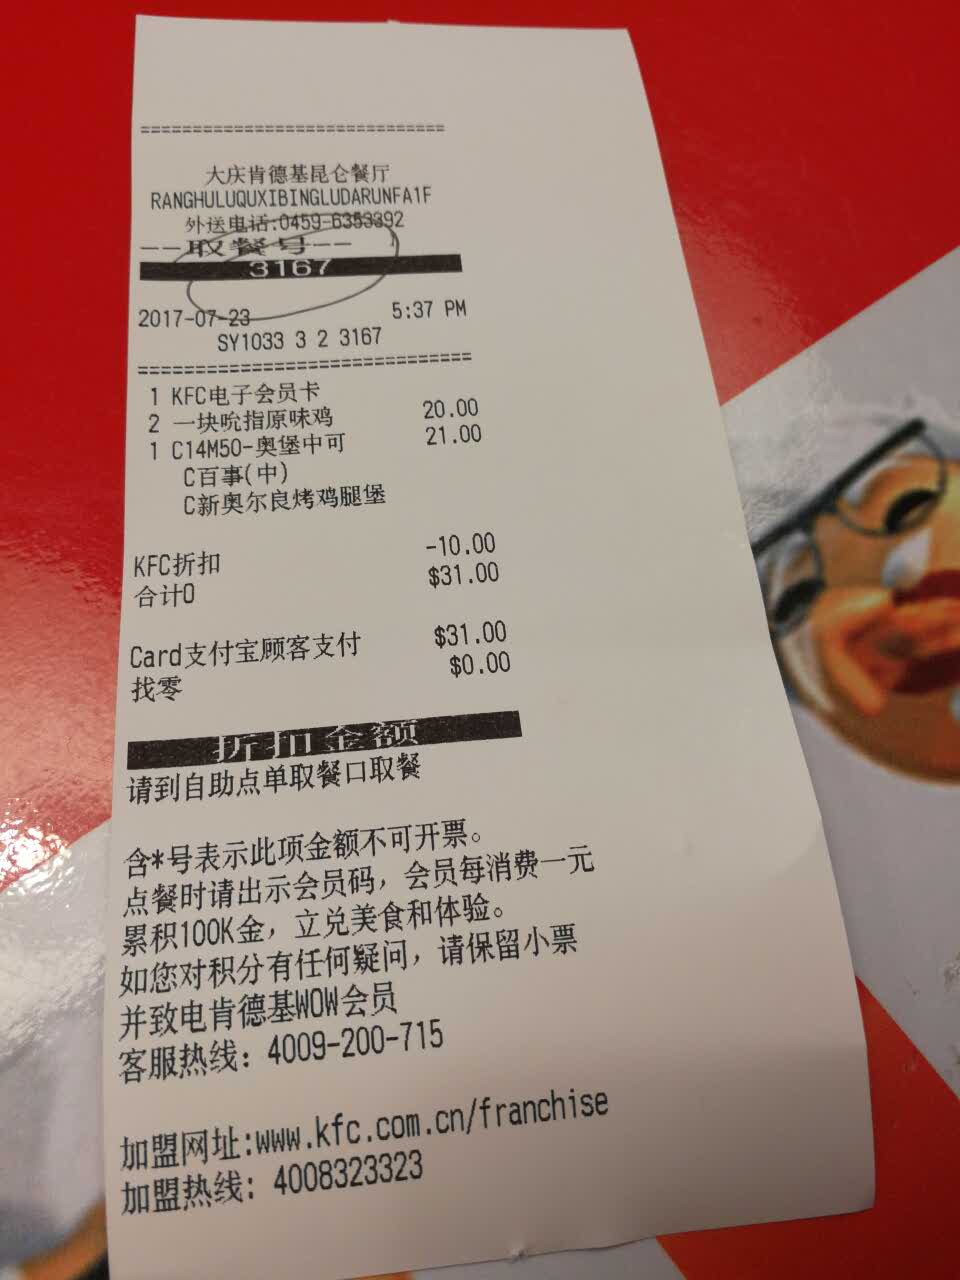 ==============================
大庆肯德基昆仑餐厅
RANGHULUQUXIBINGLUDARUNFA1F
外送电话:0459-6353392
--取餐号--
3167
2017-07-23 5:37 PM
SY1033 3 2 3167
==============================
1 KFC电子会员卡
2 一块吮指原味鸡 20.00
1 C14M50-奥堡中可 21.00
C百事(中)
C新奥尔良烤鸡腿堡
KFC折扣 -10.00
合计0 $31.00
Card支付宝顾客支付 $31.00
找零 $0.00
折扣金额
请到自助点单取餐口取餐
含*号表示此项金额不可开票。
点餐时请出示会员码，会员每消费一元
累积100K金，立兑美食和体验。
如您对积分有任何疑问，请保留小票
并致电肯德基WOW会员
客服热线：4009-200-715
加盟网址:www.kfc.com.cn/franchise
加盟热线：4008323323